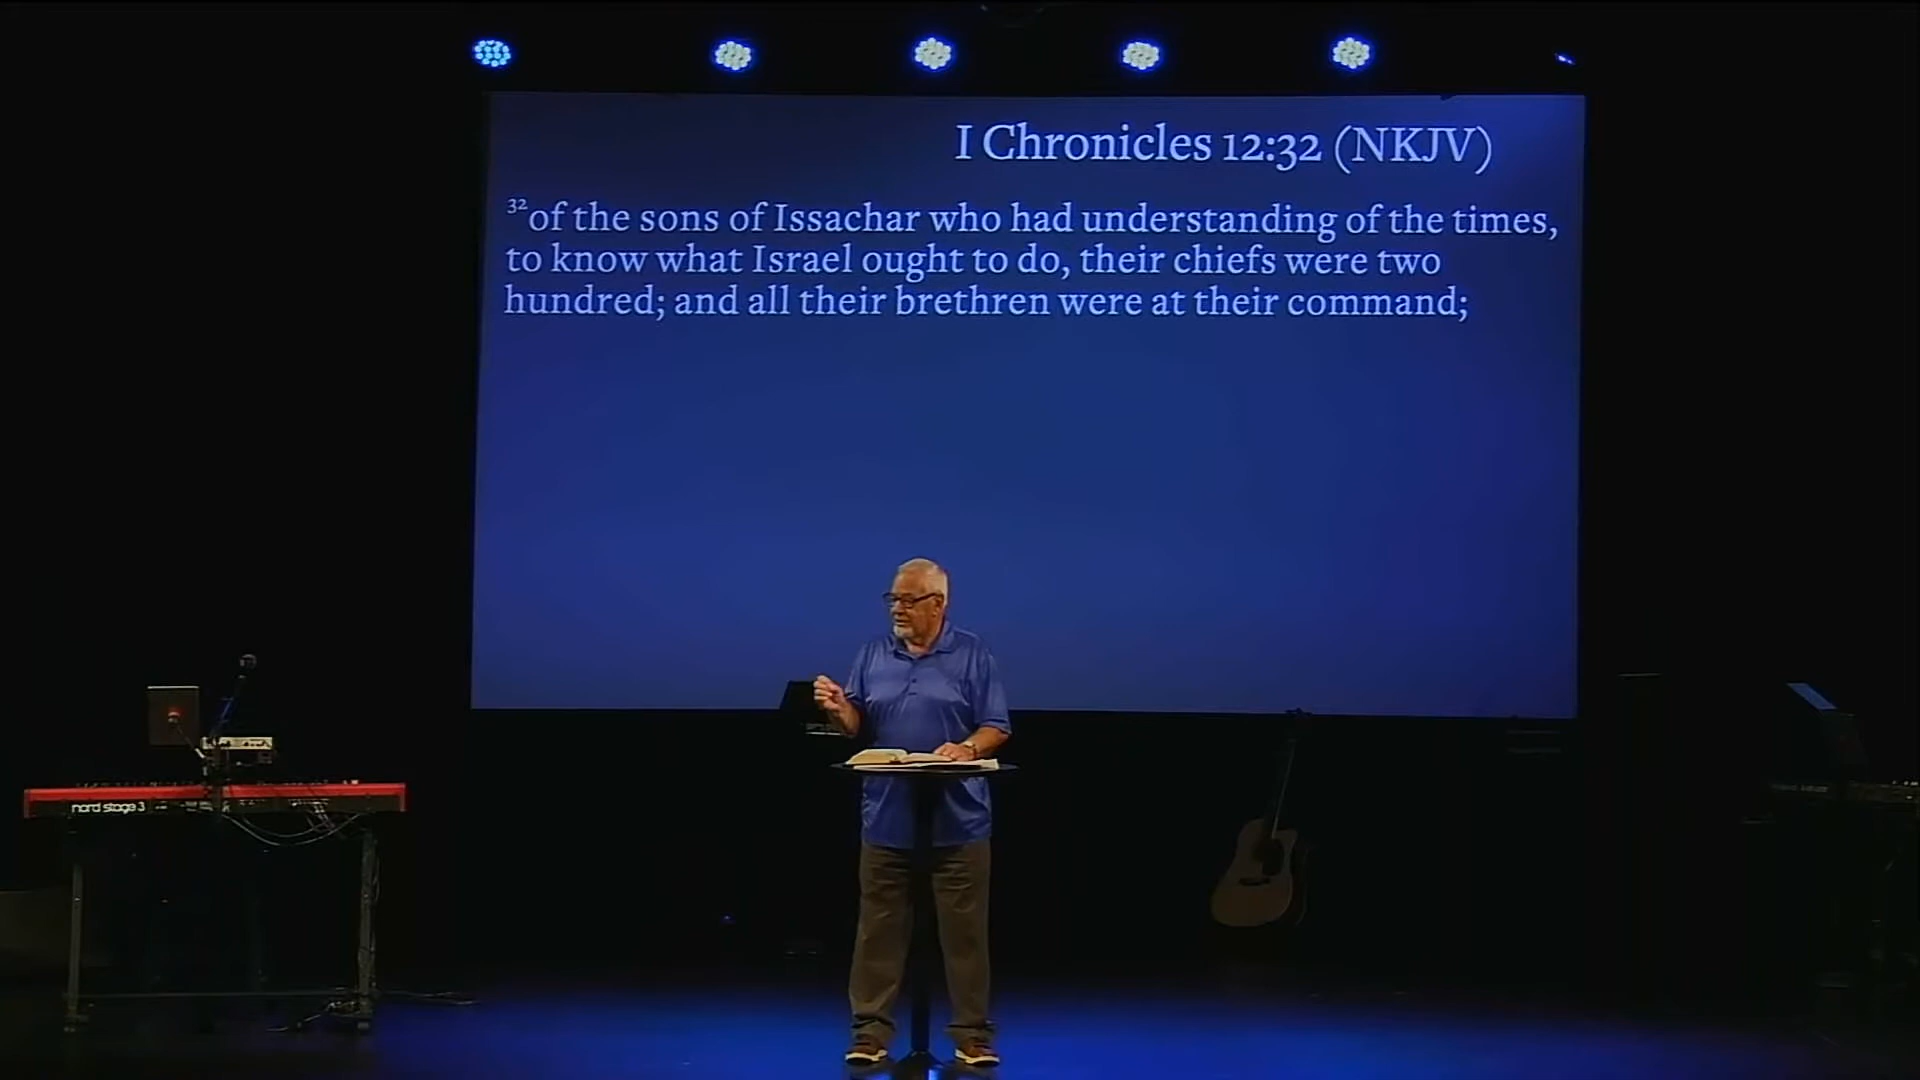 I Chronicles 12:32 (NKJV)
32of the sons of Issachar who had understanding of the times,
to know what Israel ought to do, their chiefs were two
hundred; and all their brethren were at their command;
nord stage 3